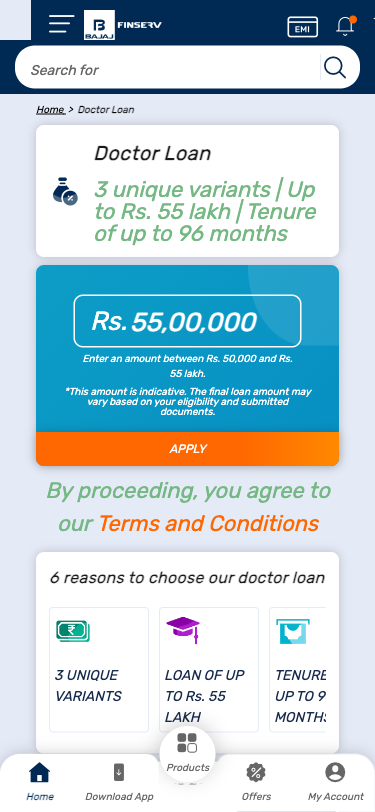 BAJAJ FINSERV
EMI
Search for
Home > Doctor Loan
Doctor Loan
3 unique variants | Up
to Rs. 55 lakh | Tenure
of up to 96 months
Rs. 55,00,000
Enter an amount between Rs. 50,000 and Rs.
55 lakh.
*This amount is indicative. The final loan amount may
vary based on your eligibility and submitted
documents.
APPLY
By proceeding, you agree to
our Terms and Conditions
6 reasons to choose our doctor loan
3 UNIQUE
VARIANTS
LOAN OF UP
TO Rs. 55
LAKH
TENURE
UP TO 9
MONTHS
Home
Download App
Products
Offers
My Account